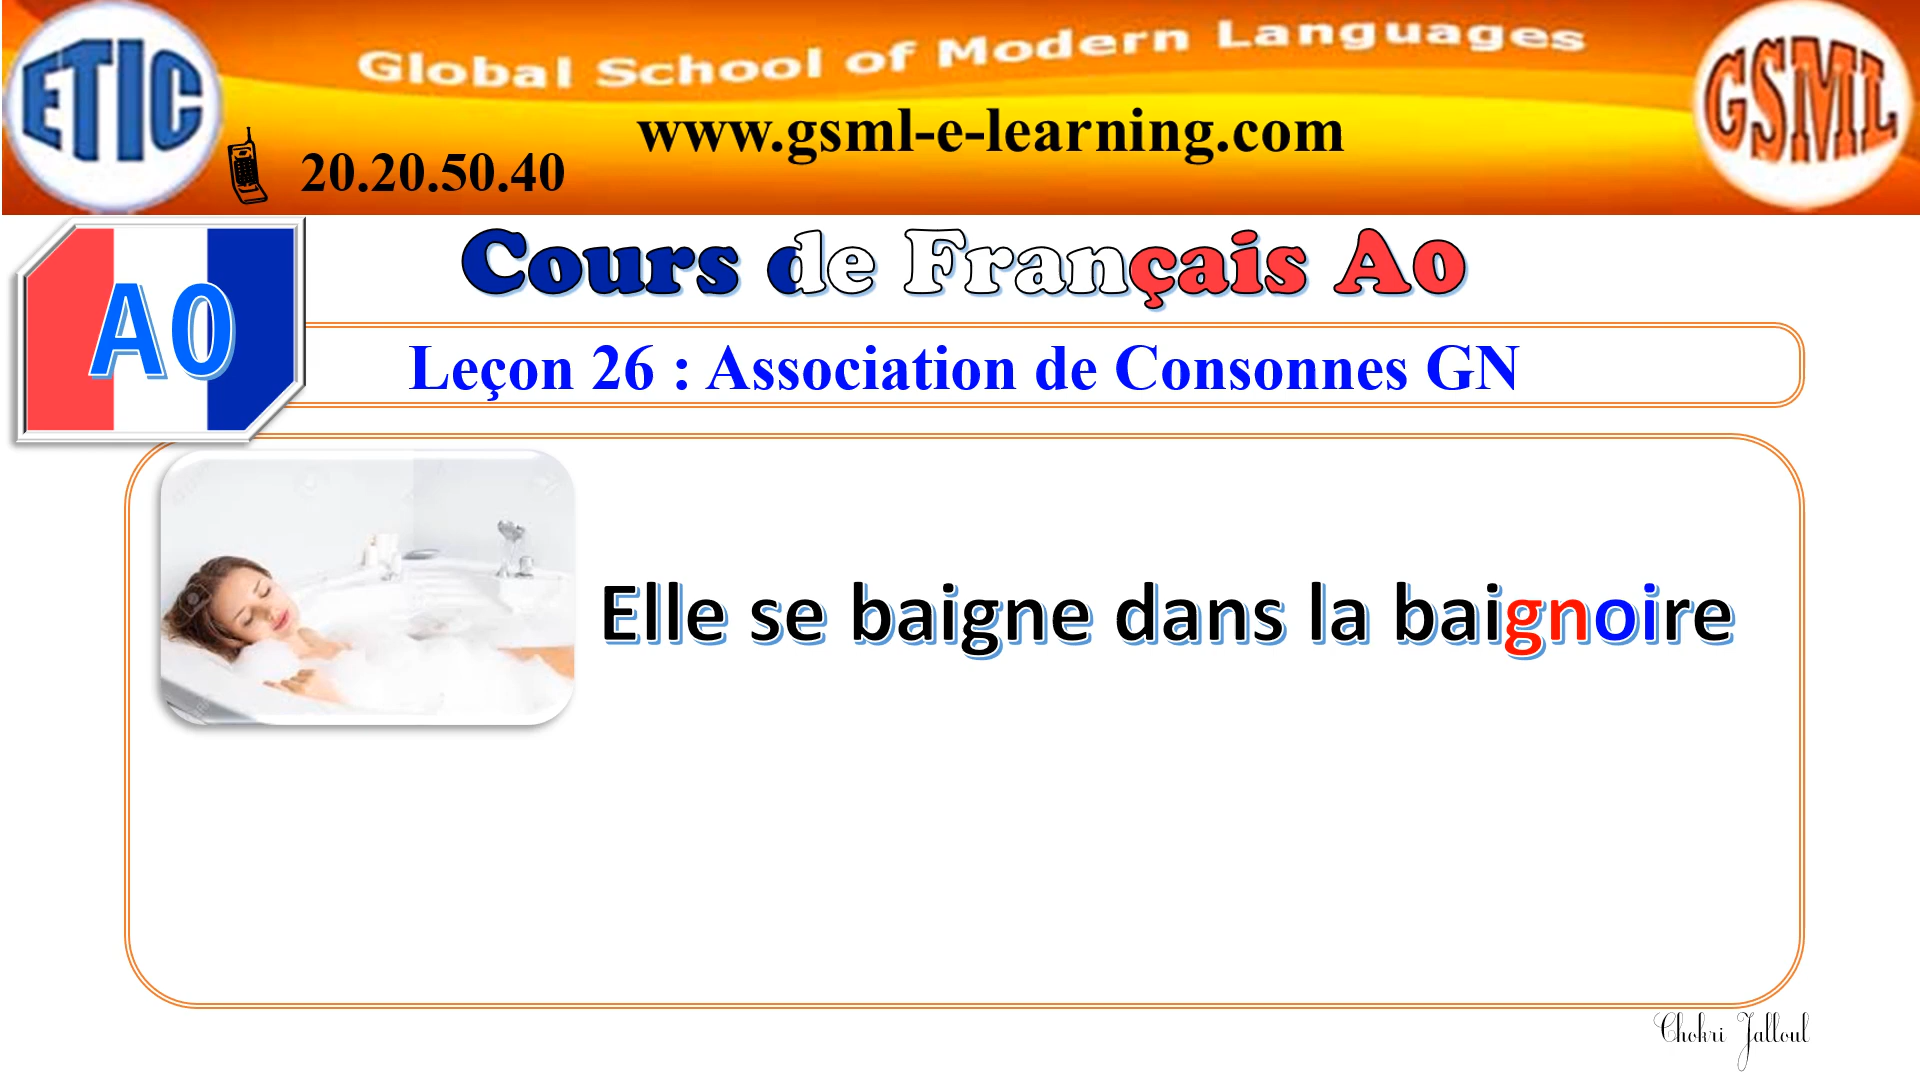 ETIC
Global School of Modern Languages
GSML
www.gsml-e-learning.com
20.20.50.40
A0
Cours de Français A0
Leçon 26 : Association de Consonnes GN
Elle se baigne dans la baignoire
Chokri Jalloul